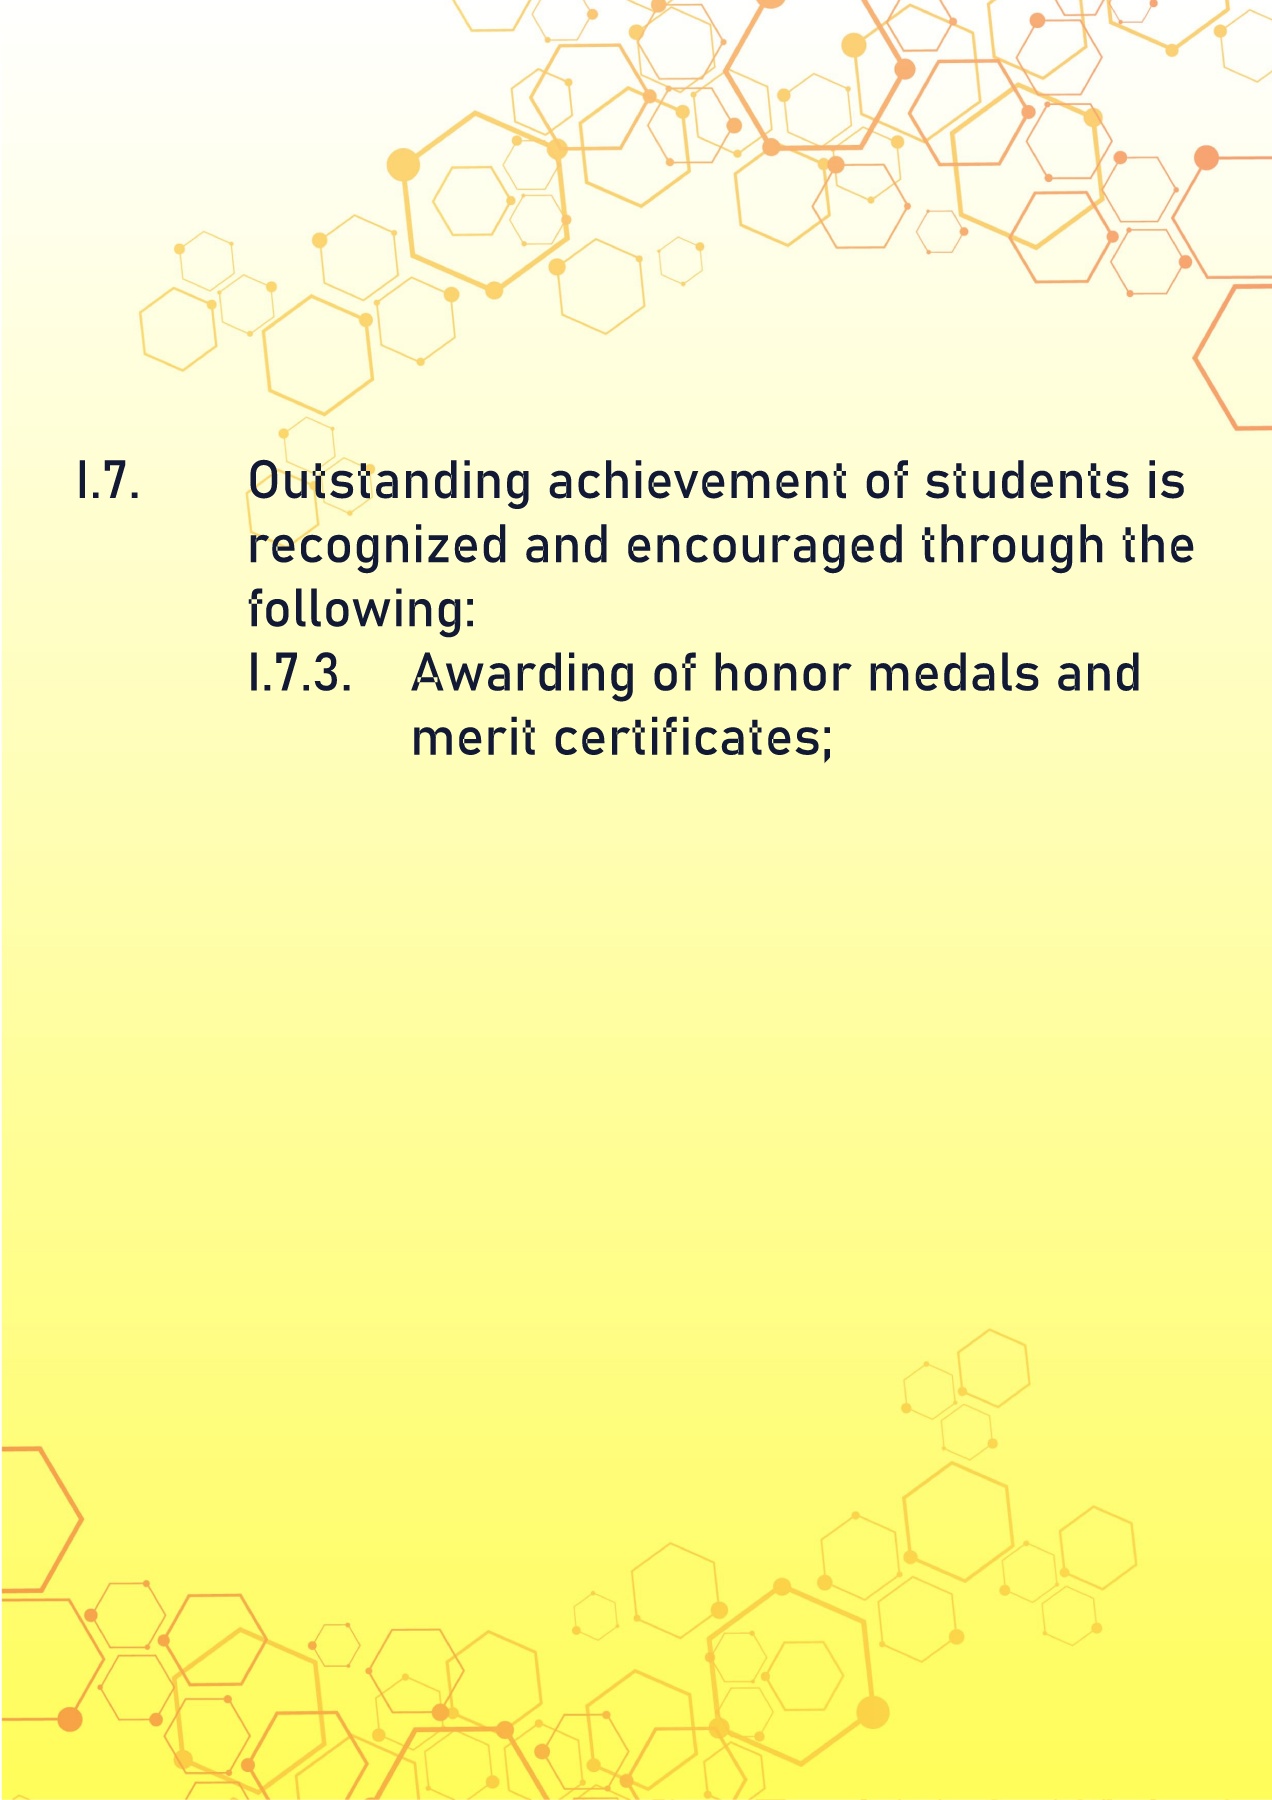 I.7. Outstanding achievement of students is
recognized and encouraged through the
following:
I.7.3. Awarding of honor medals and
merit certificates;